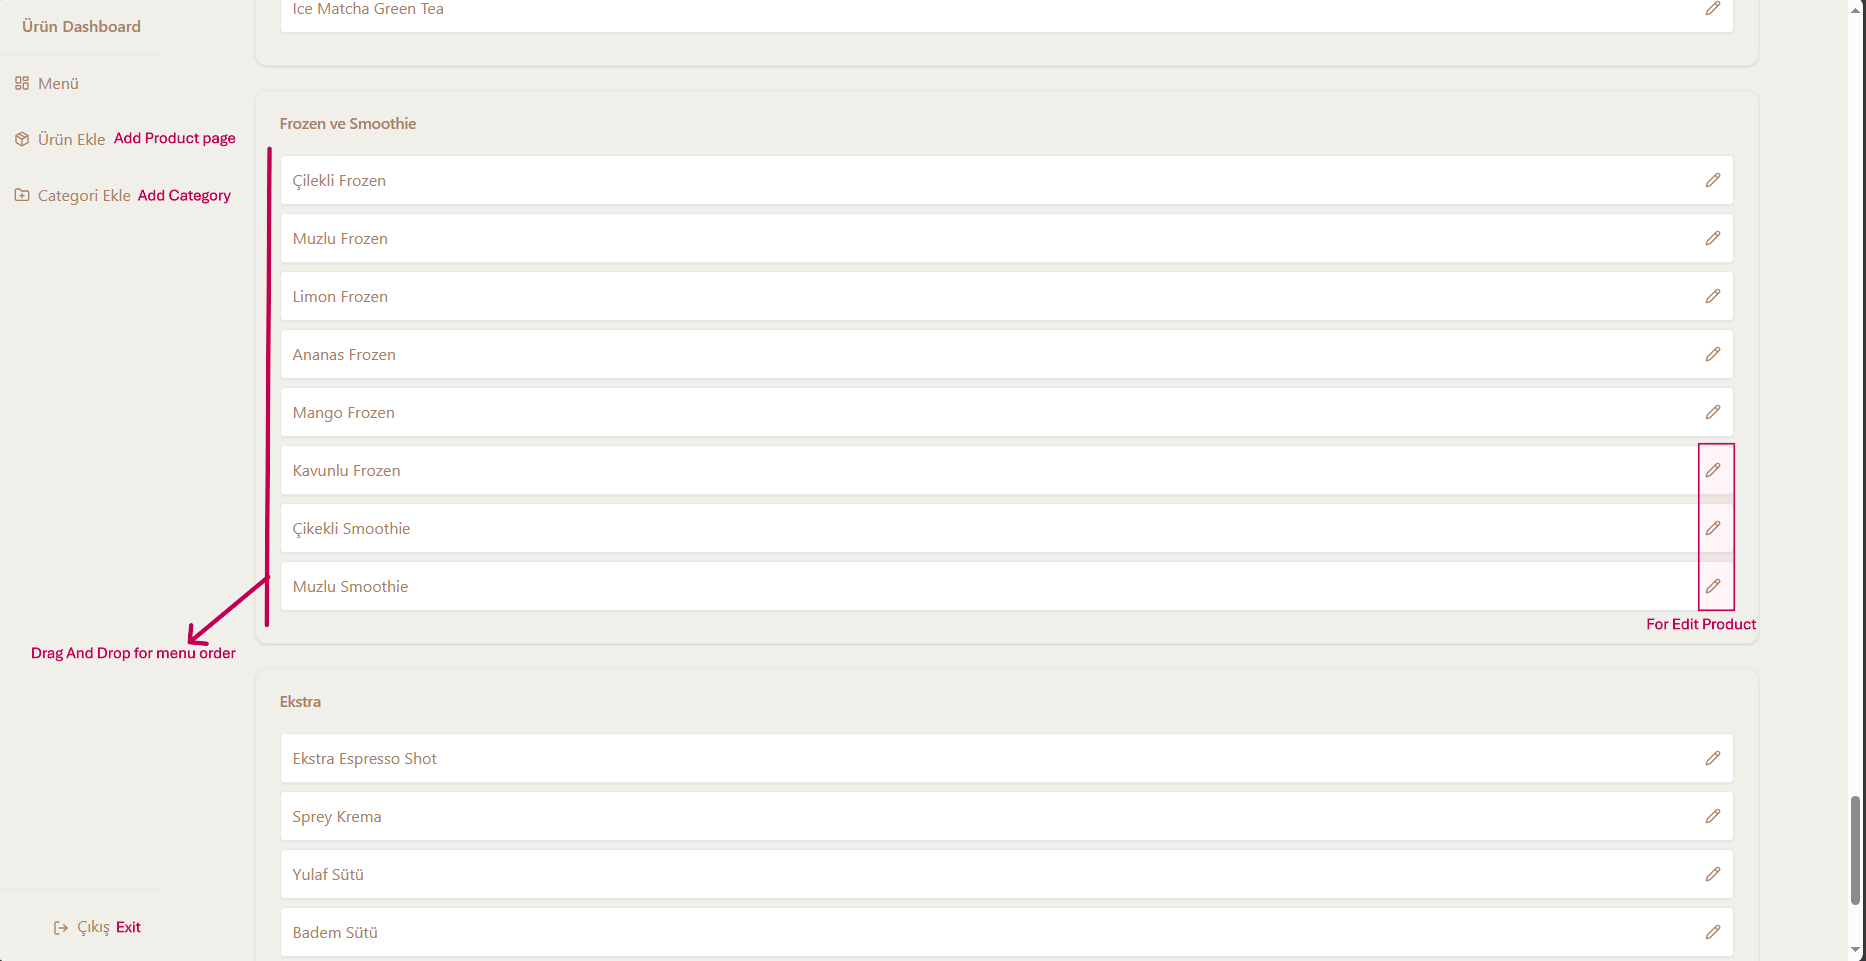 Ürün Dashboard
Menü
Ürün Ekle Add Product page
Categori Ekle Add Category
Drag And Drop for menu order
Çıkış Exit
Ice Matcha Green Tea
Frozen ve Smoothie
Çilekli Frozen
Muzlu Frozen
Limon Frozen
Ananas Frozen
Mango Frozen
Kavunlu Frozen
Çikekli Smoothie
Muzlu Smoothie
For Edit Product
Ekstra
Ekstra Espresso Shot
Sprey Krema
Yulaf Sütü
Badem Sütü